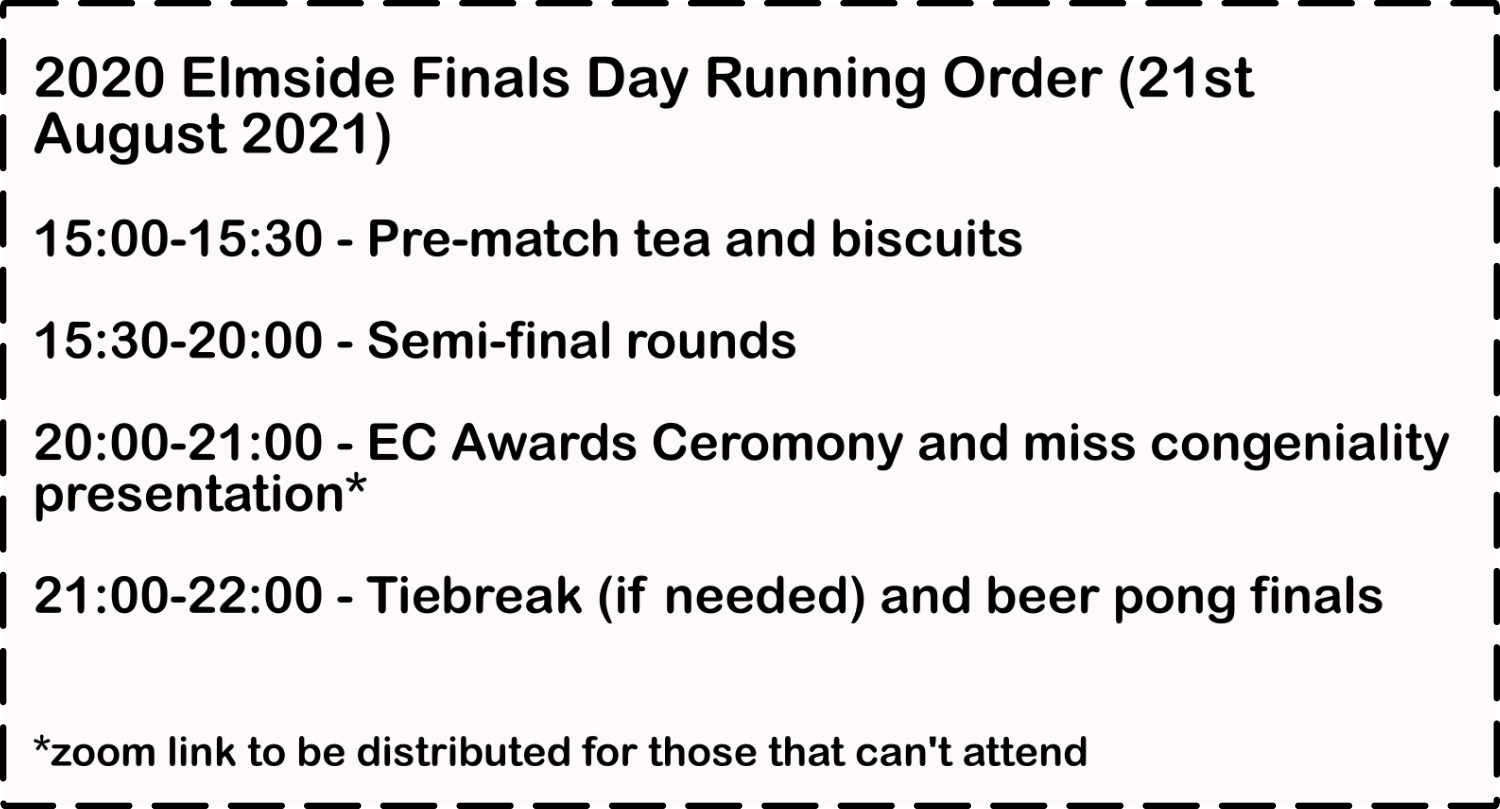 2020 Elmside Finals Day Running Order (21st
August 2021)
15:00-15:30 - Pre-match tea and biscuits
15:30-20:00 - Semi-final rounds
20:00-21:00 - EC Awards Ceromony and miss congeniality
presentation*
21:00-22:00 - Tiebreak (if needed) and beer pong finals
*zoom link to be distributed for those that can't attend